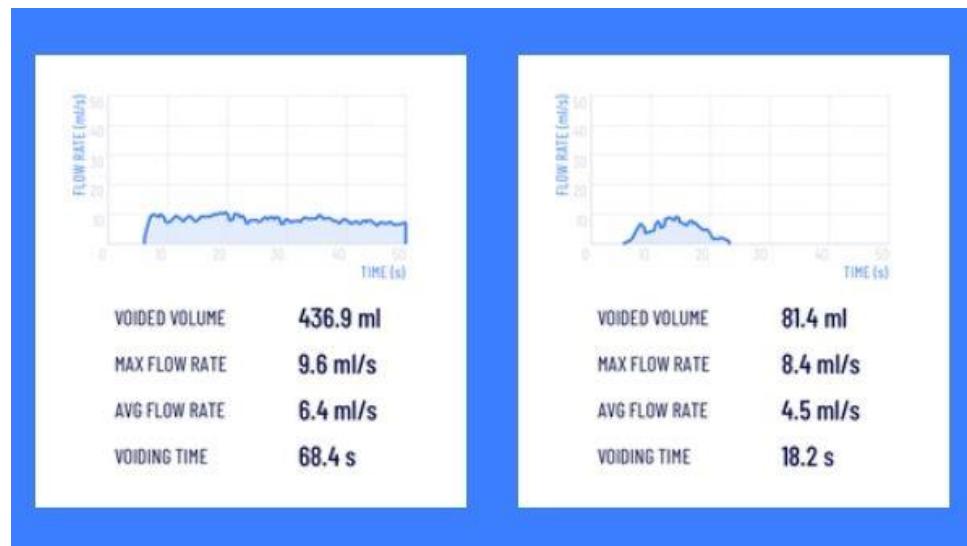 FLOW RATE (ml/s)
50
40
30
20
10
0 10 20 30 40 50
TIME (s)
VOIDED VOLUME 436.9 ml
MAX FLOW RATE 9.6 ml/s
AVG FLOW RATE 6.4 ml/s
VOIDING TIME 68.4 s
FLOW RATE (ml/s)
50
40
30
20
10
0 10 20 30 40 50
TIME (s)
VOIDED VOLUME 81.4 ml
MAX FLOW RATE 8.4 ml/s
AVG FLOW RATE 4.5 ml/s
VOIDING TIME 18.2 s